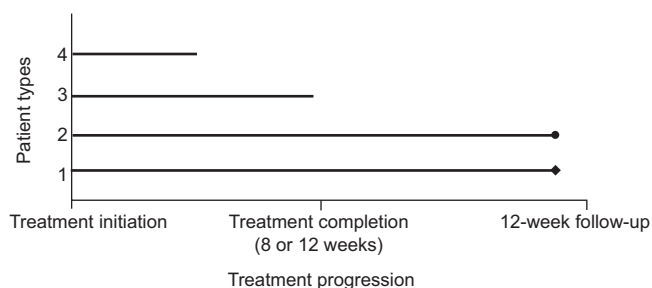 Patient types
4
3
2
1
Treatment initiation
Treatment completion
(8 or 12 weeks)
12-week follow-up
Treatment progression